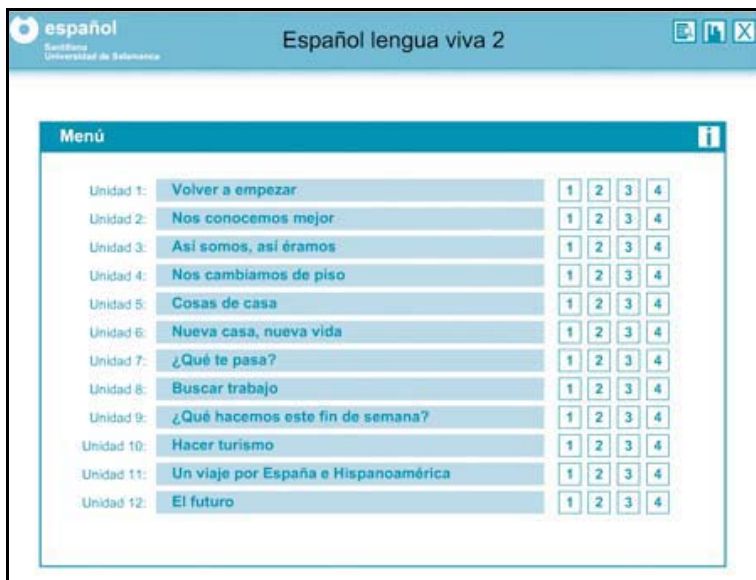 español
Santillana
Universidad de Salamanca
Español lengua viva 2
Menú
i
Unidad 1: Volver a empezar 1 2 3 4
Unidad 2: Nos conocemos mejor 1 2 3 4
Unidad 3: Así somos, así éramos 1 2 3 4
Unidad 4: Nos cambiamos de piso 1 2 3 4
Unidad 5: Cosas de casa 1 2 3 4
Unidad 6: Nueva casa, nueva vida 1 2 3 4
Unidad 7: ¿Qué te pasa? 1 2 3 4
Unidad 8: Buscar trabajo 1 2 3 4
Unidad 9: ¿Qué hacemos este fin de semana? 1 2 3 4
Unidad 10: Hacer turismo 1 2 3 4
Unidad 11: Un viaje por España e Hispanoamérica 1 2 3 4
Unidad 12: El futuro 1 2 3 4